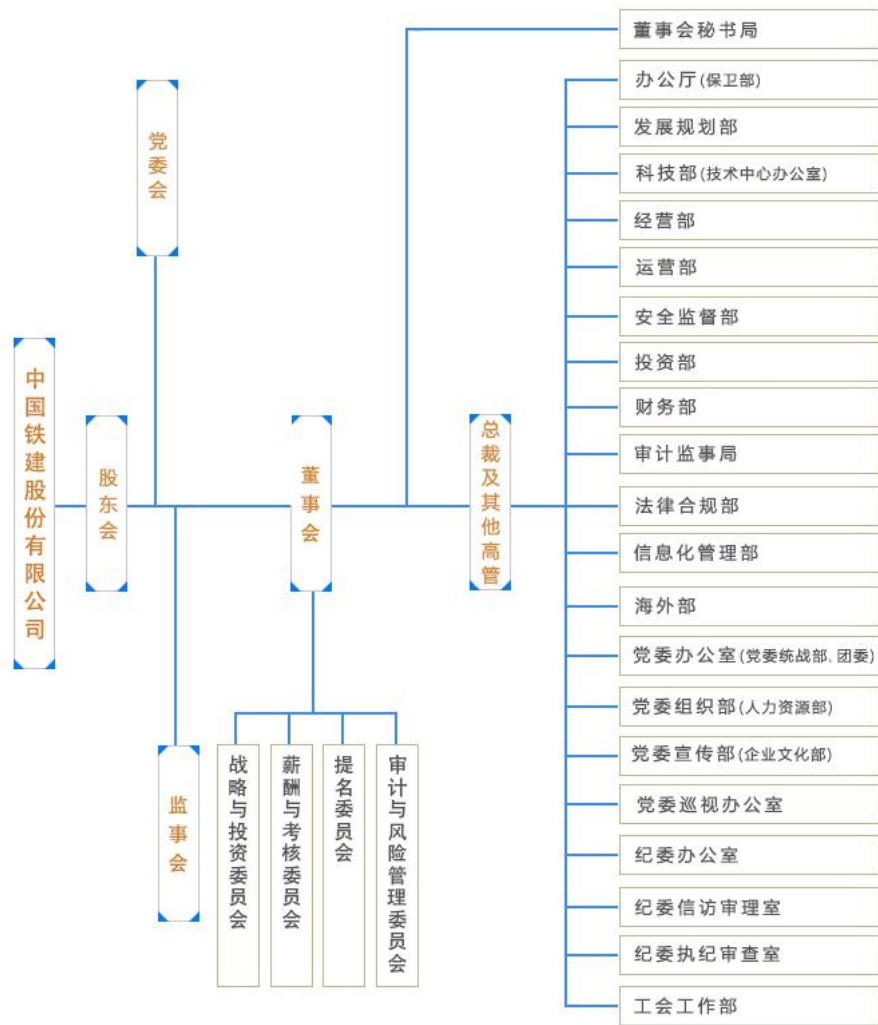 中国铁建股份有限公司
股东会
党委会
监事会
董事会
战略与投资委员会
薪酬与考核委员会
提名委员会
审计与风险管理委员会
总裁及其他高管
董事会秘书局
办公厅(保卫部)
发展规划部
科技部(技术中心办公室)
经营部
运营部
安全监督部
投资部
财务部
审计监事局
法律合规部
信息化管理部
海外部
党委办公室(党委统战部、团委)
党委组织部(人力资源部)
党委宣传部(企业文化部)
党委巡视办公室
纪委办公室
纪委信访审理室
纪委执纪审查室
工会工作部